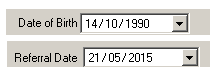 Date of Birth 14/10/1990
Referral Date 21/05/2015